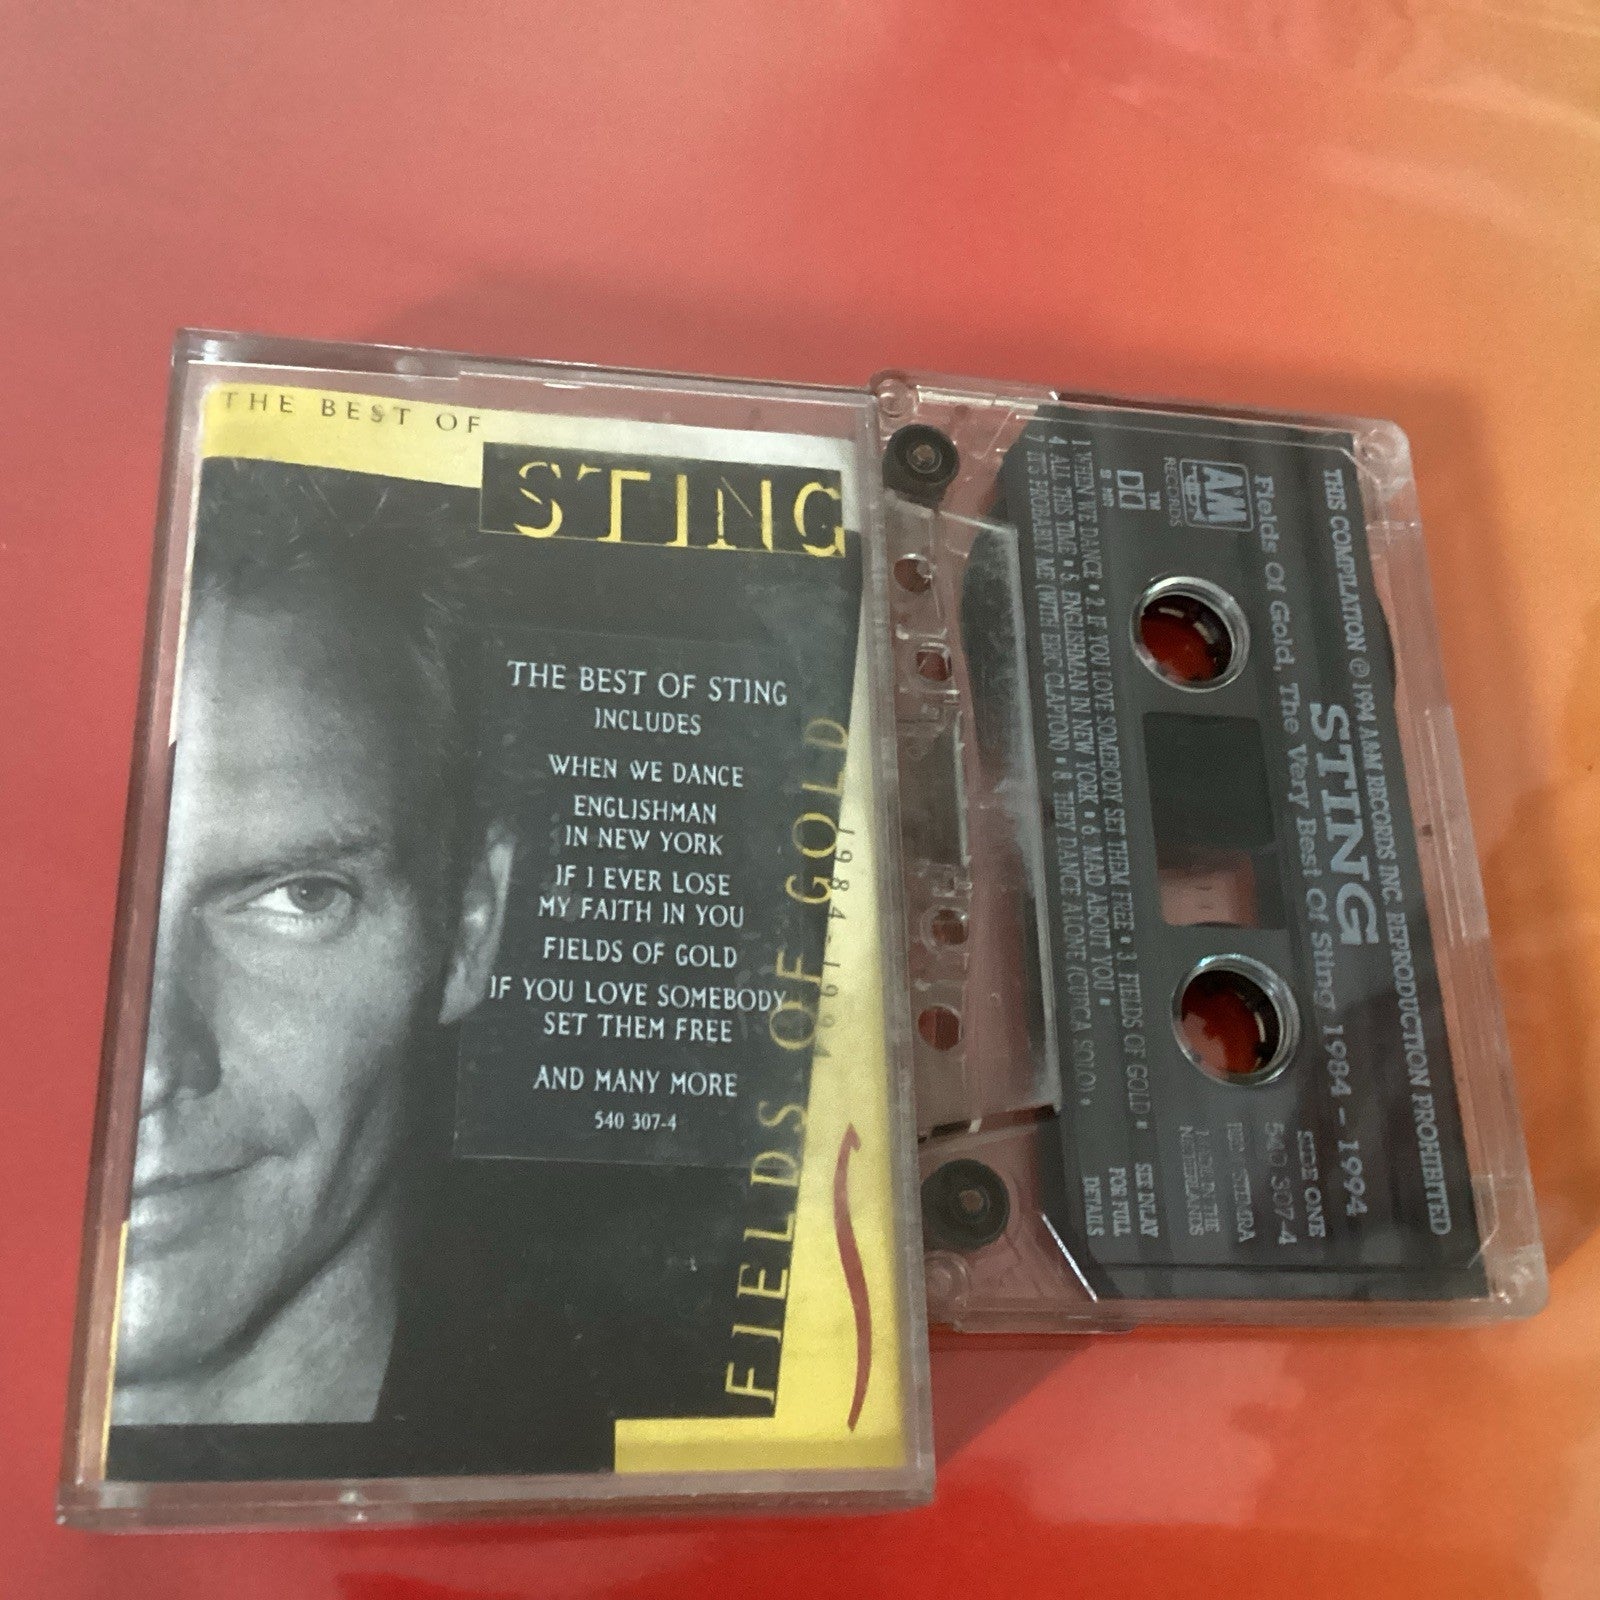 THE BEST OF
STING
THE BEST OF STING
INCLUDES
WHEN WE DANCE
ENGLISHMAN
IN NEW YORK
IF I EVER LOSE
MY FAITH IN YOU
FIELDS OF GOLD
IF YOU LOVE SOMEBODY
SET THEM FREE
AND MANY MORE
540 307-4
FIELDS OF GOLD
1984-1994
THIS COMPILATION ℗1994 A&M RECORDS INC. REPRODUCTION PROHIBITED
STING
Fields Of Gold, The Very Best Of Sting 1984 - 1994
A&M
RECORDS
TM
SIDE ONE
540 307-4
STEMRA
MADE IN THE
NETHERLANDS
1. WHEN WE DANCE • 2. IF YOU LOVE SOMEBODY SET THEM FREE • 3. FIELDS OF GOLD •
4. ALL THIS TIME • 5. ENGLISHMAN IN NEW YORK • 6. MAD ABOUT YOU •
7. IT'S PROBABLY ME (WITH ERIC CLAPTON) • 8. THEY DANCE ALONE (CUECA SOLO) •
SEE INLAY
FOR FULL
DETAILS